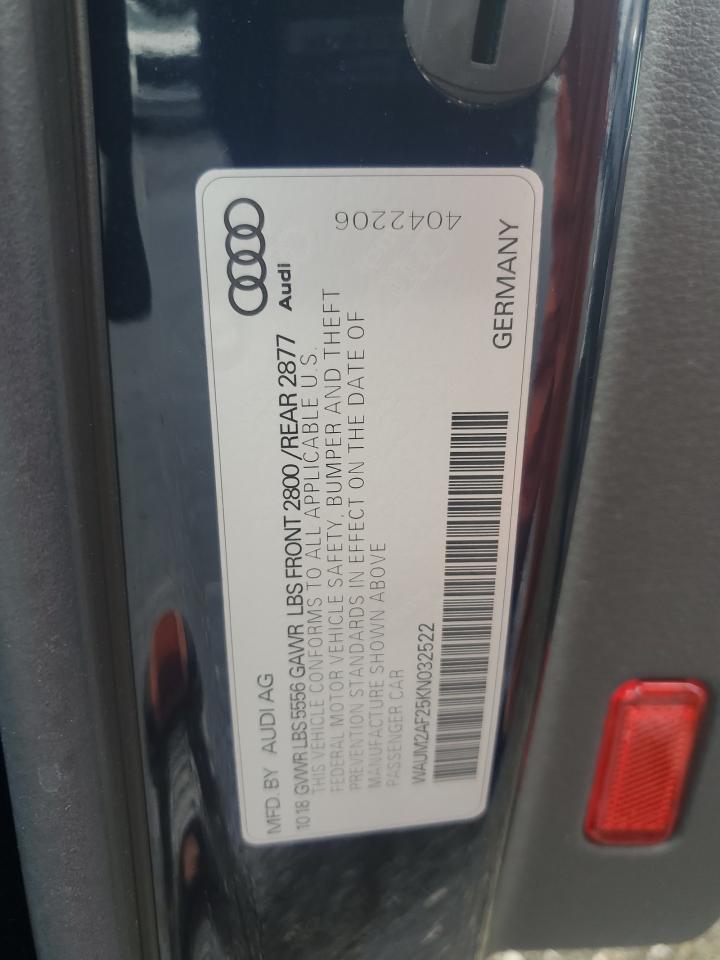 MFD. BY AUDI AG
Audi
1018 GVWR LBS 5556 GAWR LBS FRONT 2800 /REAR 2877
THIS VEHICLE CONFORMS TO ALL APPLICABLE U.S.
FEDERAL MOTOR VEHICLE SAFETY, BUMPER AND THEFT
PREVENTION STANDARDS IN EFFECT ON THE DATE OF
MANUFACTURE SHOWN ABOVE
PASSENGER CAR
4042206
WAUM2AF25KN032522
GERMANY